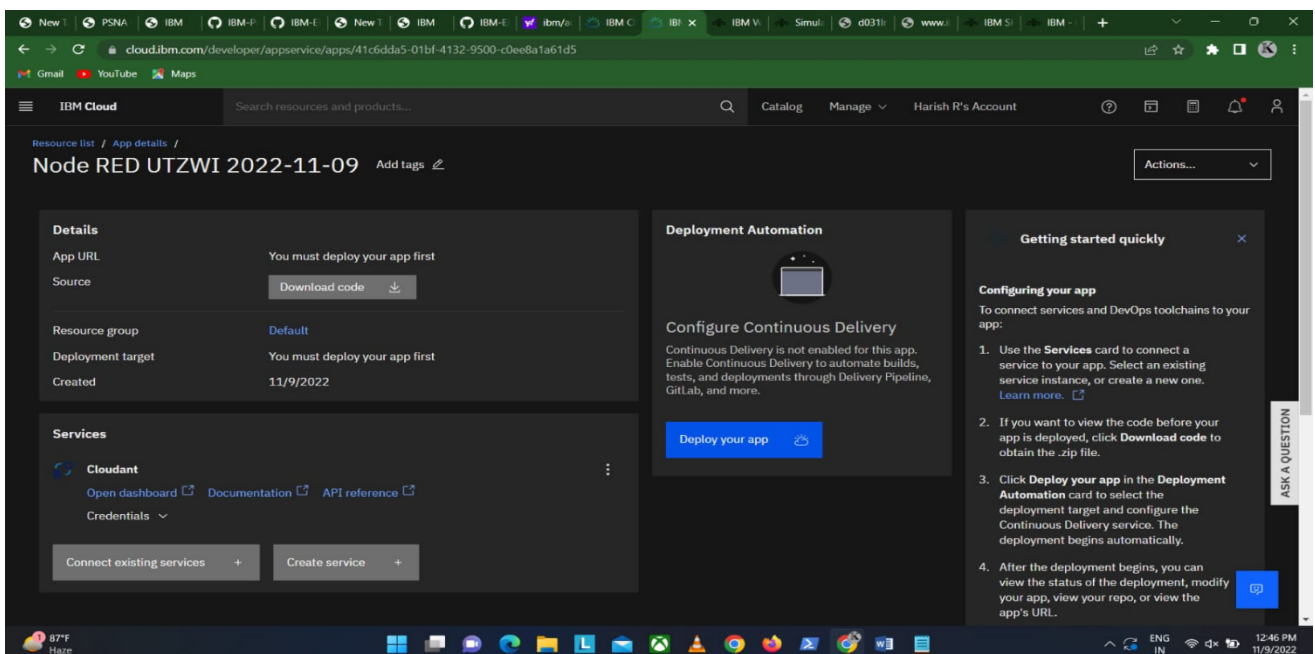 New T
PSNA
IBM
IBM-P
IBM-E
New T
IBM
IBM-E
ibm/a
IBM C
IBM
IBM W
Simula
d031lr
www.
IBM SI
IBM -
cloud.ibm.com/developer/appservice/apps/41c6dda5-01bf-4132-9500-c0ee8a1a61d5
Gmail YouTube Maps
IBM Cloud Search resources and products... Catalog Manage Harish R's Account
Resource list / App details /
Node RED UTZWI 2022-11-09 Add tags
Actions...
Details
App URL You must deploy your app first
Source Download code
Resource group Default
Deployment target You must deploy your app first
Created 11/9/2022
Services
Cloudant
Open dashboard Documentation API reference
Credentials
Connect existing services + Create service +
Deployment Automation
Configure Continuous Delivery
Continuous Delivery is not enabled for this app.
Enable Continuous Delivery to automate builds,
tests, and deployments through Delivery Pipeline,
GitLab, and more.
Deploy your app
Getting started quickly
Configuring your app
To connect services and DevOps toolchains to your
app:
1. Use the Services card to connect a
service to your app. Select an existing
service instance, or create a new one.
Learn more.
2. If you want to view the code before your
app is deployed, click Download code to
obtain the .zip file.
3. Click Deploy your app in the Deployment
Automation card to select the
deployment target and configure the
Continuous Delivery service. The
deployment begins automatically.
4. After the deployment begins, you can
view the status of the deployment, modify
your app, view your repo, or view the
app's URL.
ASK A QUESTION
1
87°F
Haze
ENG
IN
12:46 PM
11/9/2022